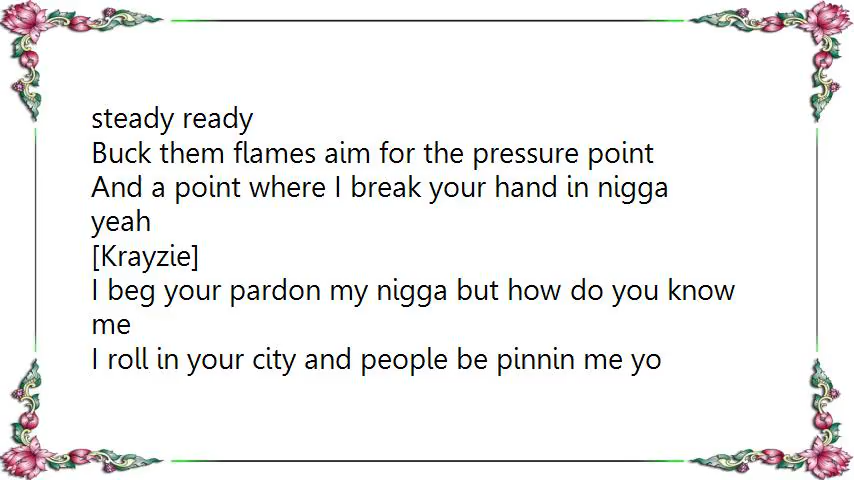 steady ready
Buck them flames aim for the pressure point
And a point where I break your hand in nigga
yeah
[Krayzie]
I beg your pardon my nigga but how do you know
me
I roll in your city and people be pinnin me yo